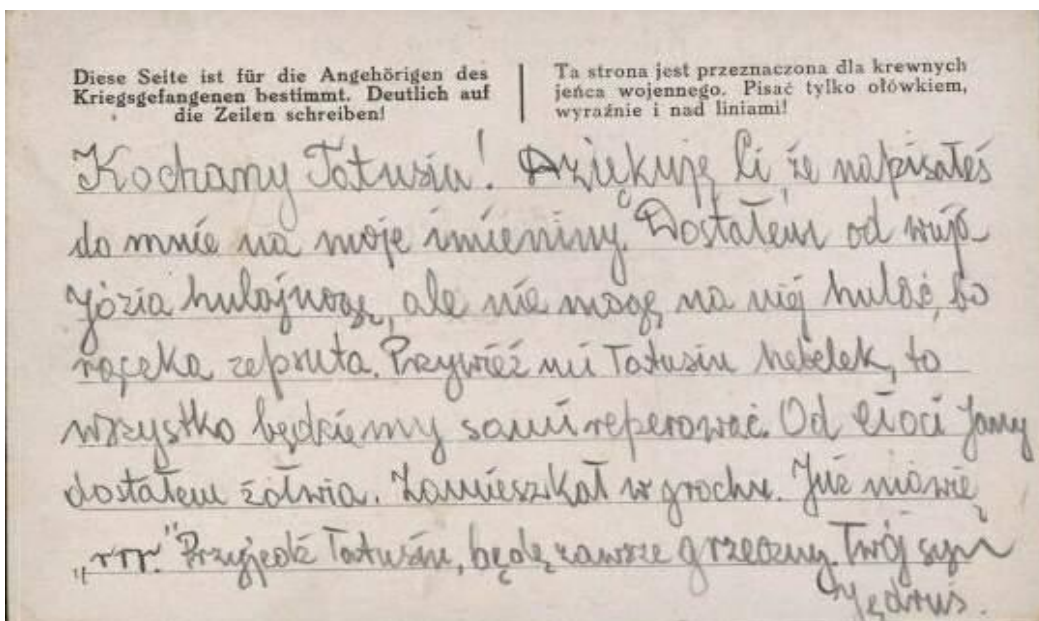 Diese Seite ist für die Angehörigen des
Kriegsgefangenen bestimmt. Deutlich auf
die Zeilen schreiben!
Ta strona jest przeznaczona dla krewnych
jeńca wojennego. Pisać tylko ołówkiem,
wyraźnie i nad liniami!
Kochany Tatusiu! Dziękuję Ci że napisałeś
do mnie na moje imieniny. Dostałem od wuja
Józia hulajnogę, ale nie mogę na niej hulać, bo
rączka zepsuta. Przywieź mi Tatusiu hebelek, to
wszystko będziemy sami reperować. Od cioci Jany
dostałem żółwia. Zamieszkał w grochu. Już mówię
„rrr." Przyjedź Tatusiu, będę zawsze grzeczny. Twój syn
Jędruś.